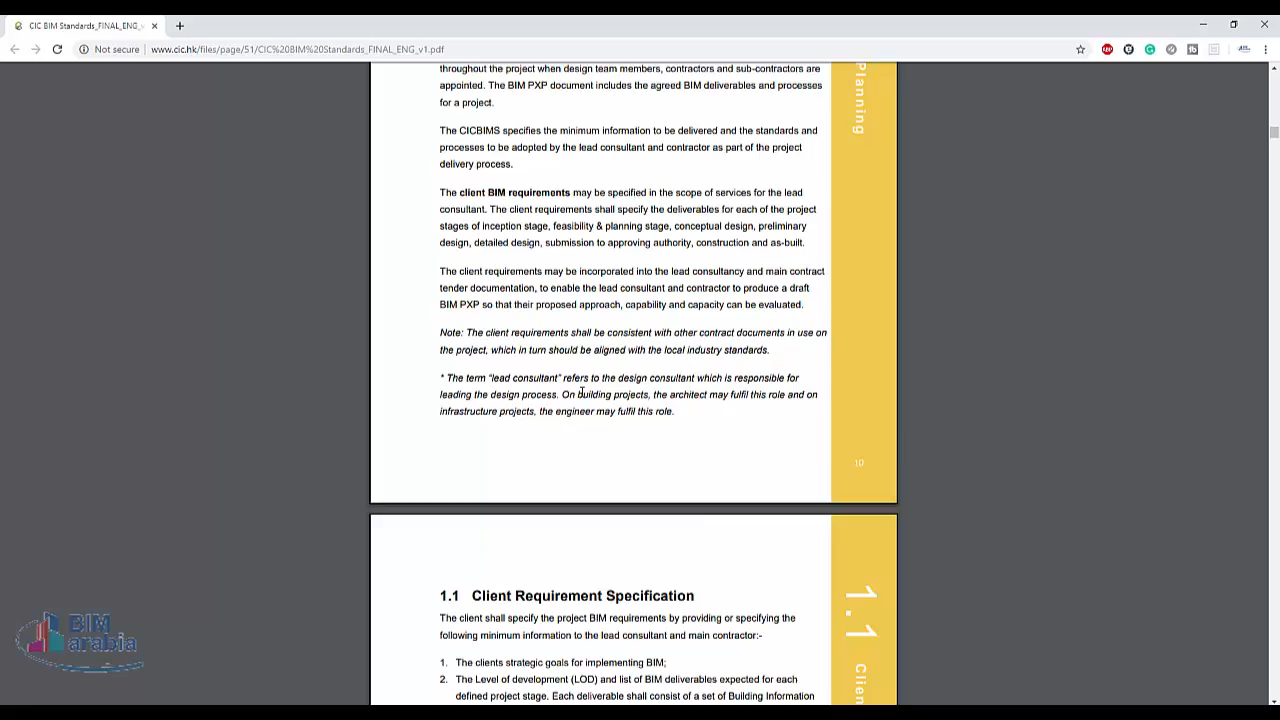 CIC BIM Standards_FINAL_ENG_v
Not secure
www.cic.hk/files/page/51/CIC%20BIM%20Standards_FINAL_ENG_v1.pdf
throughout the project when design team members, contractors and sub-contractors are
appointed. The BIM PXP document includes the agreed BIM deliverables and processes
for a project.
The CICBIMS specifies the minimum information to be delivered and the standards and
processes to be adopted by the lead consultant and contractor as part of the project
delivery process.
The client BIM requirements may be specified in the scope of services for the lead
consultant. The client requirements shall specify the deliverables for each of the project
stages of inception stage, feasibility & planning stage, conceptual design, preliminary
design, detailed design, submission to approving authority, construction and as-built.
The client requirements may be incorporated into the lead consultancy and main contract
tender documentation, to enable the lead consultant and contractor to produce a draft
BIM PXP so that their proposed approach, capability and capacity can be evaluated.
Note: The client requirements shall be consistent with other contract documents in use on
the project, which in turn should be aligned with the local industry standards.
* The term "lead consultant" refers to the design consultant which is responsible for
leading the design process. On building projects, the architect may fulfil this role and on
infrastructure projects, the engineer may fulfil this role.
Planning
10
1.1 Client Requirement Specification
The client shall specify the project BIM requirements by providing or specifying the
following minimum information to the lead consultant and main contractor:-
1. The clients strategic goals for implementing BIM;
2. The Level of development (LOD) and list of BIM deliverables expected for each
defined project stage. Each deliverable shall consist of a set of Building Information
1.1 Clien
BIM
arabia